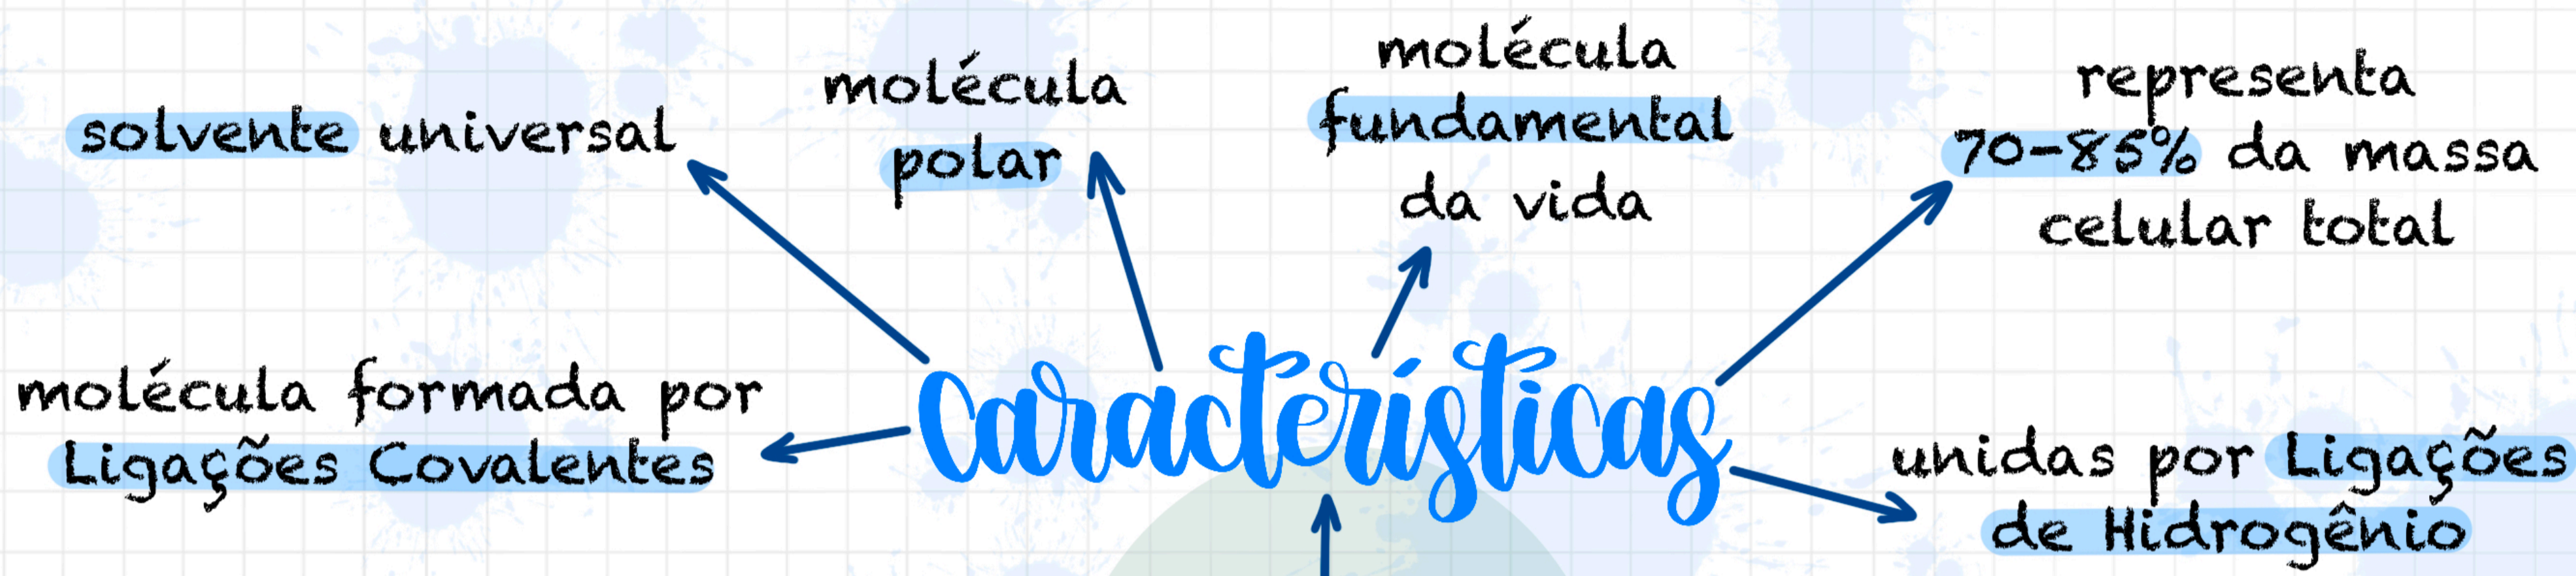 solvente universal
molécula
polar
molécula
fundamental
da vida
representa
70-85% da massa
celular total
molécula formada por
Ligações Covalentes
Características
unidas por Ligações
de Hidrogênio